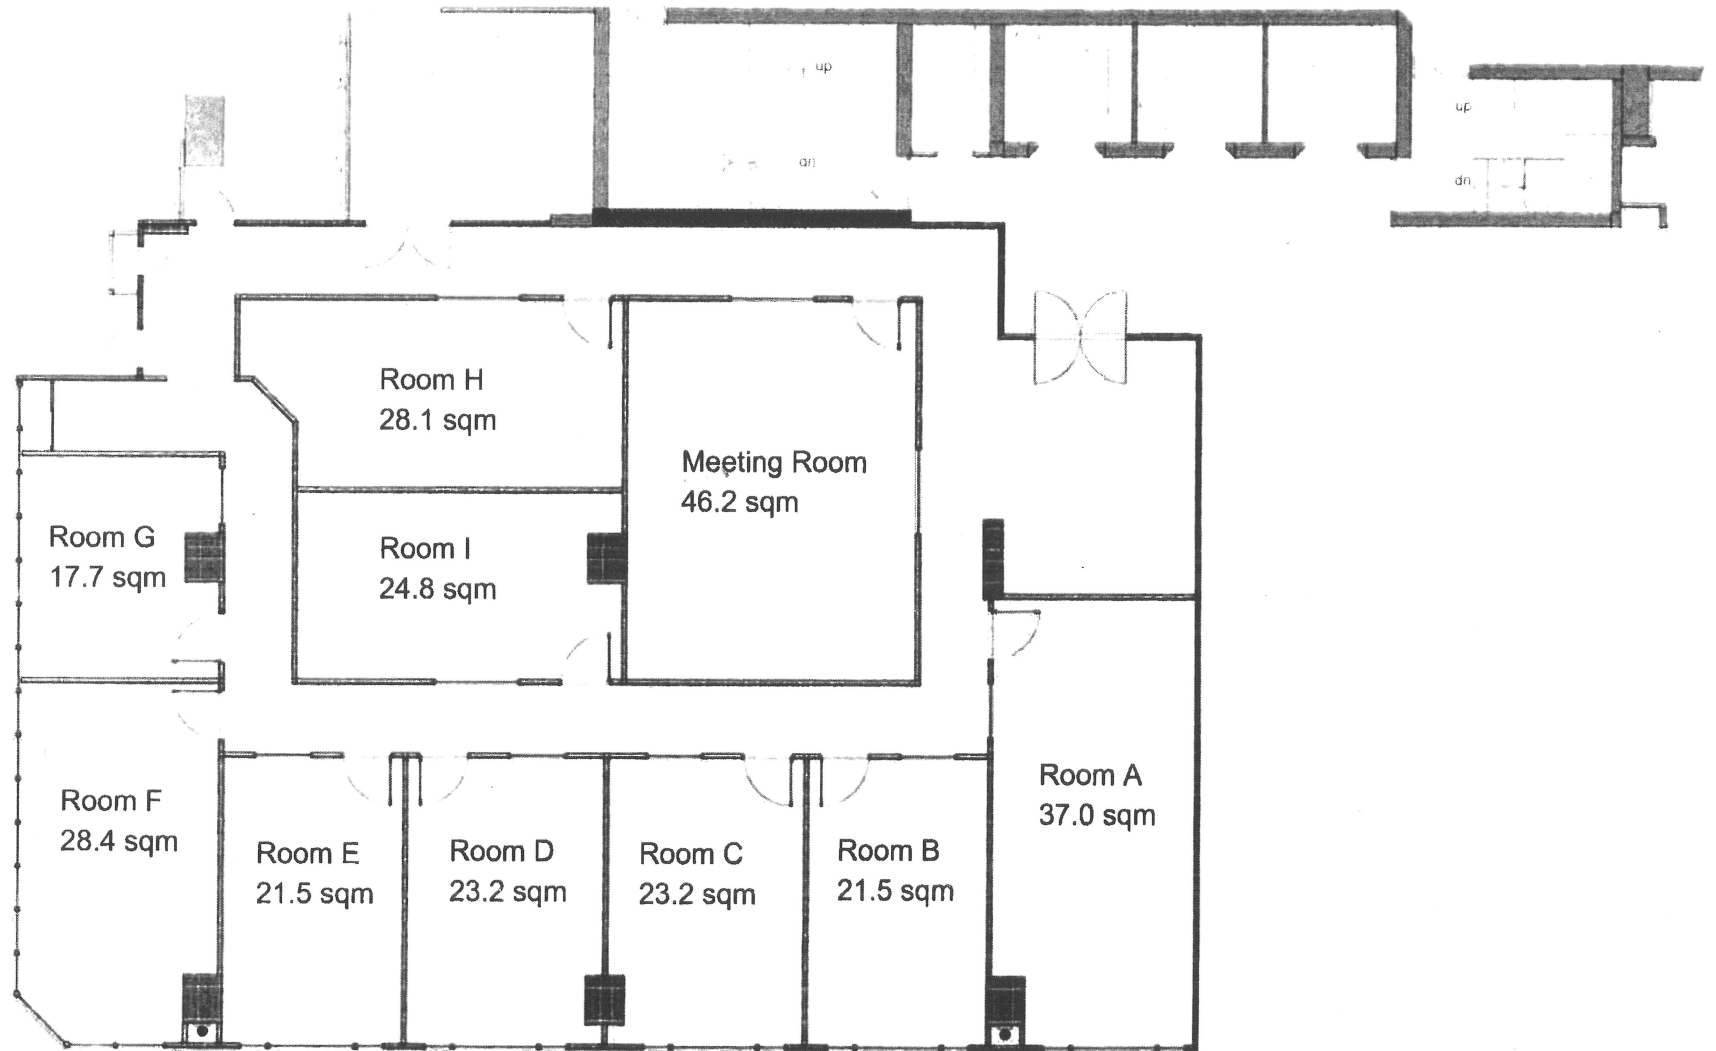 up
dn
up
dn
Room H
28.1 sqm
Meeting Room
46.2 sqm
Room G
17.7 sqm
Room I
24.8 sqm
Room A
37.0 sqm
Room F
28.4 sqm
Room E
21.5 sqm
Room D
23.2 sqm
Room C
23.2 sqm
Room B
21.5 sqm